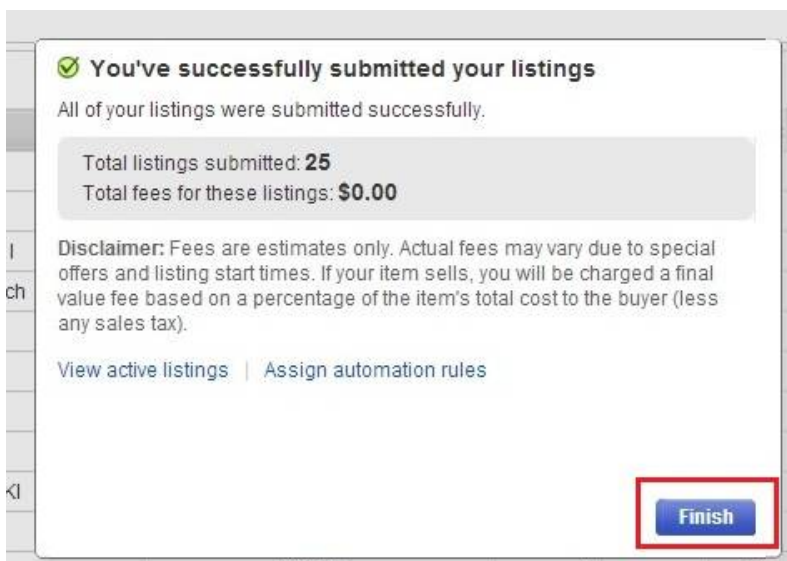 You've successfully submitted your listings
All of your listings were submitted successfully.
Total listings submitted: 25
Total fees for these listings: $0.00
Disclaimer: Fees are estimates only. Actual fees may vary due to special
offers and listing start times. If your item sells, you will be charged a final
value fee based on a percentage of the item's total cost to the buyer (less
any sales tax).
View active listings | Assign automation rules
Finish
ch